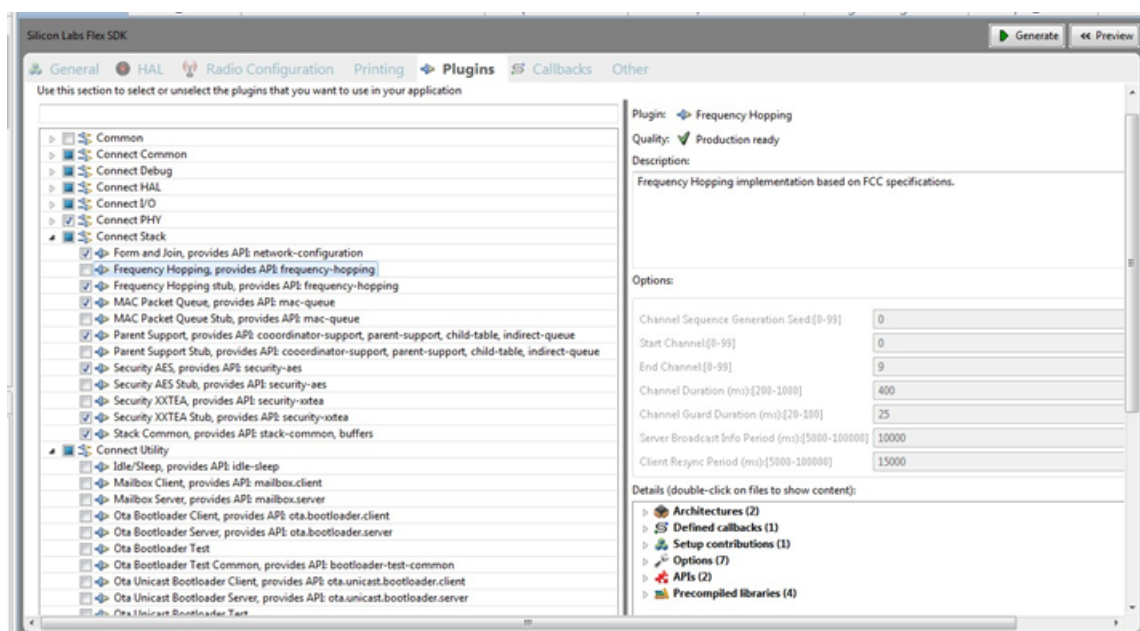 Silicon Labs Flex SDK
Generate
Preview
General HAL Radio Configuration Printing Plugins Callbacks Other
Use this section to select or unselect the plugins that you want to use in your application
Common
Connect Common
Connect Debug
Connect HAL
Connect I/O
Connect PHY
Connect Stack
Form and Join, provides API: network-configuration
Frequency Hopping, provides API: frequency-hopping
Frequency Hopping stub, provides API: frequency-hopping
MAC Packet Queue, provides API: mac-queue
MAC Packet Queue Stub, provides API: mac-queue
Parent Support, provides API: cooordinator-support, parent-support, child-table, indirect-queue
Parent Support Stub, provides API: cooordinator-support, parent-support, child-table, indirect-queue
Security AES, provides API: security-aes
Security AES Stub, provides API: security-aes
Security XXTEA, provides API: security-xxtea
Security XXTEA Stub, provides API: security-xxtea
Stack Common, provides API: stack-common, buffers
Connect Utility
Idle/Sleep, provides API: idle-sleep
Mailbox Client, provides API: mailbox.client
Mailbox Server, provides API: mailbox.server
Ota Bootloader Client, provides API: ota.bootloader.client
Ota Bootloader Server, provides API: ota.bootloader.server
Ota Bootloader Test
Ota Bootloader Test Common, provides API: bootloader-test-common
Ota Unicast Bootloader Client, provides API: ota.unicast.bootloader.client
Ota Unicast Bootloader Server, provides API: ota.unicast.bootloader.server
Ota Unicast Bootloader Test
Plugin: Frequency Hopping
Quality: Production ready
Description:
Frequency Hopping implementation based on FCC specifications.
Options:
Channel Sequence Generation Seed:[0-99] 0
Start Channel:[0-99] 0
End Channel:[0-99] 9
Channel Duration (ms):[200-1000] 400
Channel Guard Duration (ms):[20-100] 25
Server Broadcast Info Period (ms):[5000-100000] 10000
Client Resync Period (ms):[5000-100000] 15000
Details (double-click on files to show content):
Architectures (2)
Defined callbacks (1)
Setup contributions (1)
Options (7)
APIs (2)
Precompiled libraries (4)